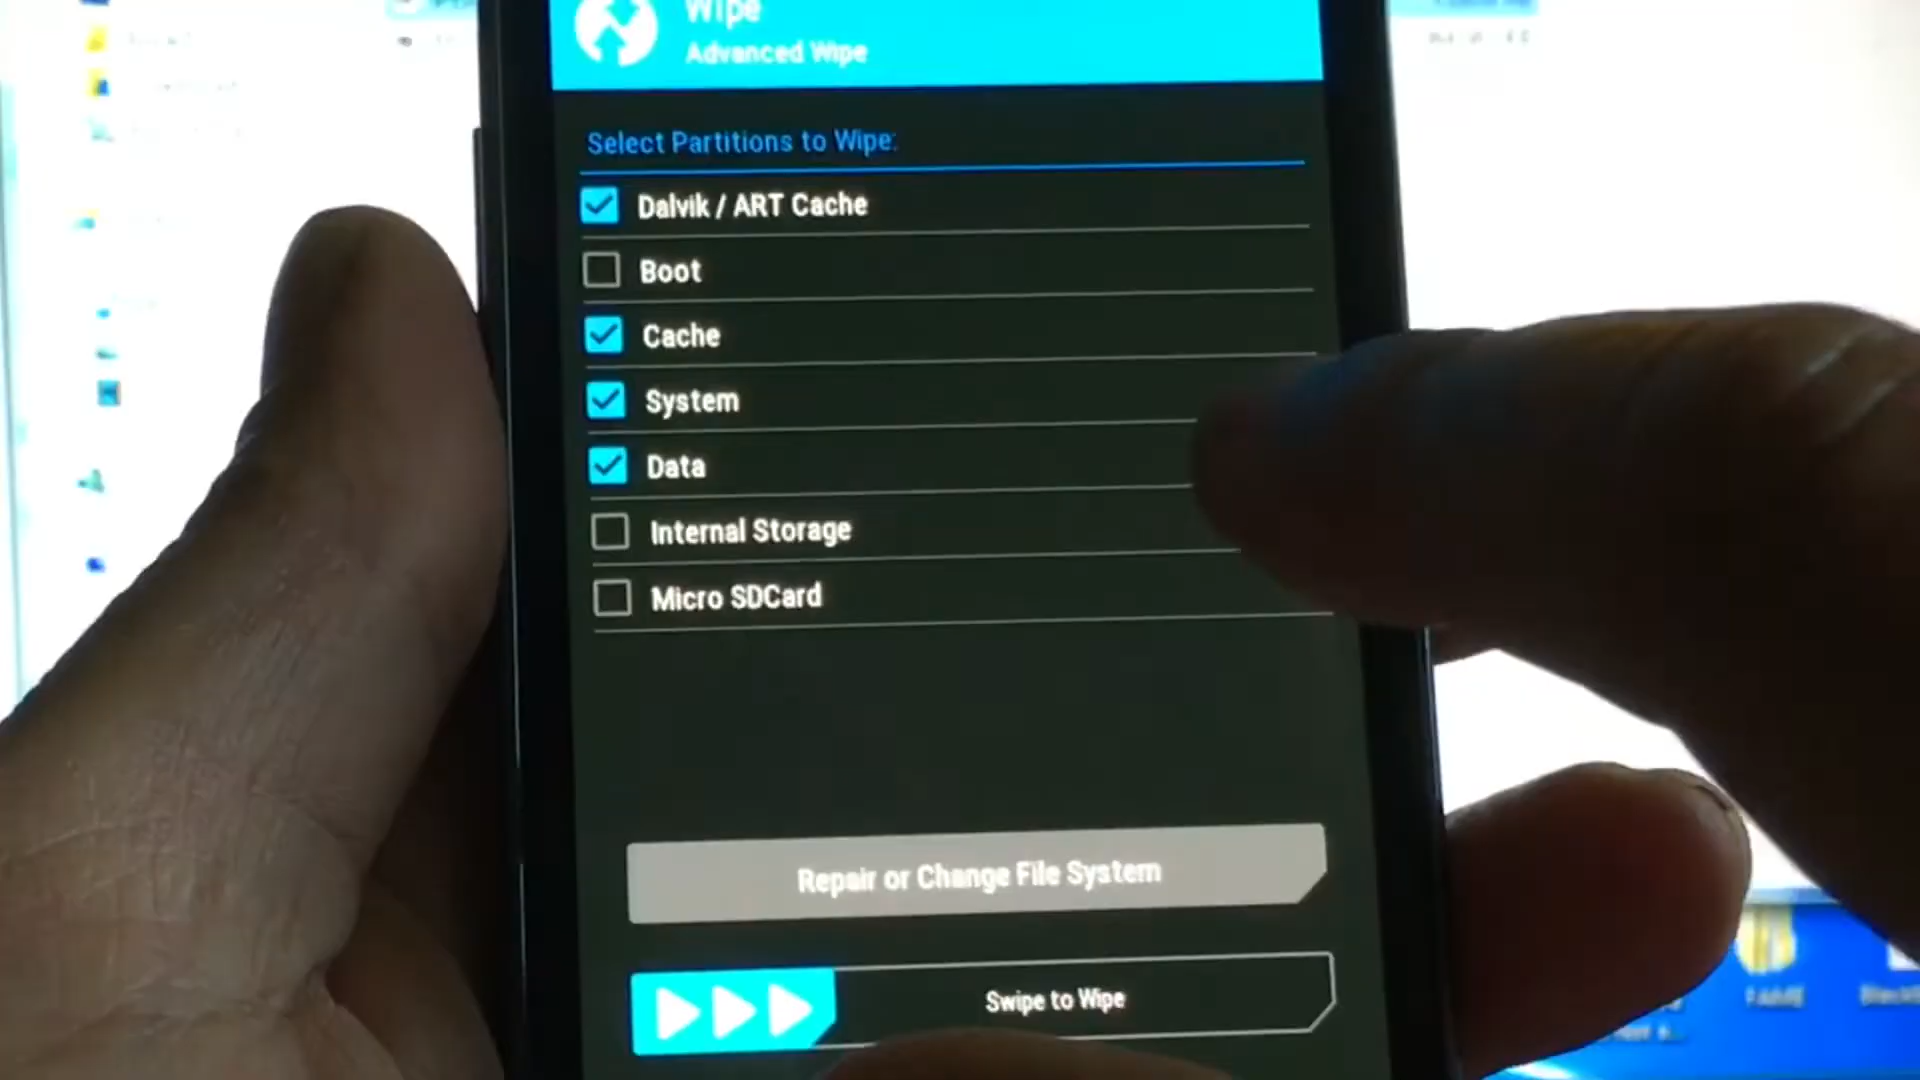 Wipe
Advanced Wipe
Select Partitions to Wipe:
Dalvik / ART Cache
Boot
Cache
System
Data
Internal Storage
Micro SDCard
Repair or Change File System
Swipe to Wipe